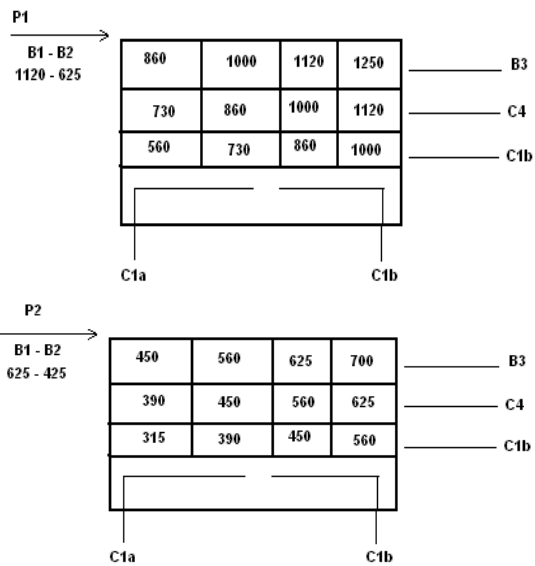 P1
B1 - B2
1120 - 625
860 1000 1120 1250 B3
730 860 1000 1120 C4
560 730 860 1000 C1b
C1a C1b
P2
B1 - B2
625 - 425
450 560 625 700 B3
390 450 560 625 C4
315 390 450 560 C1b
C1a C1b